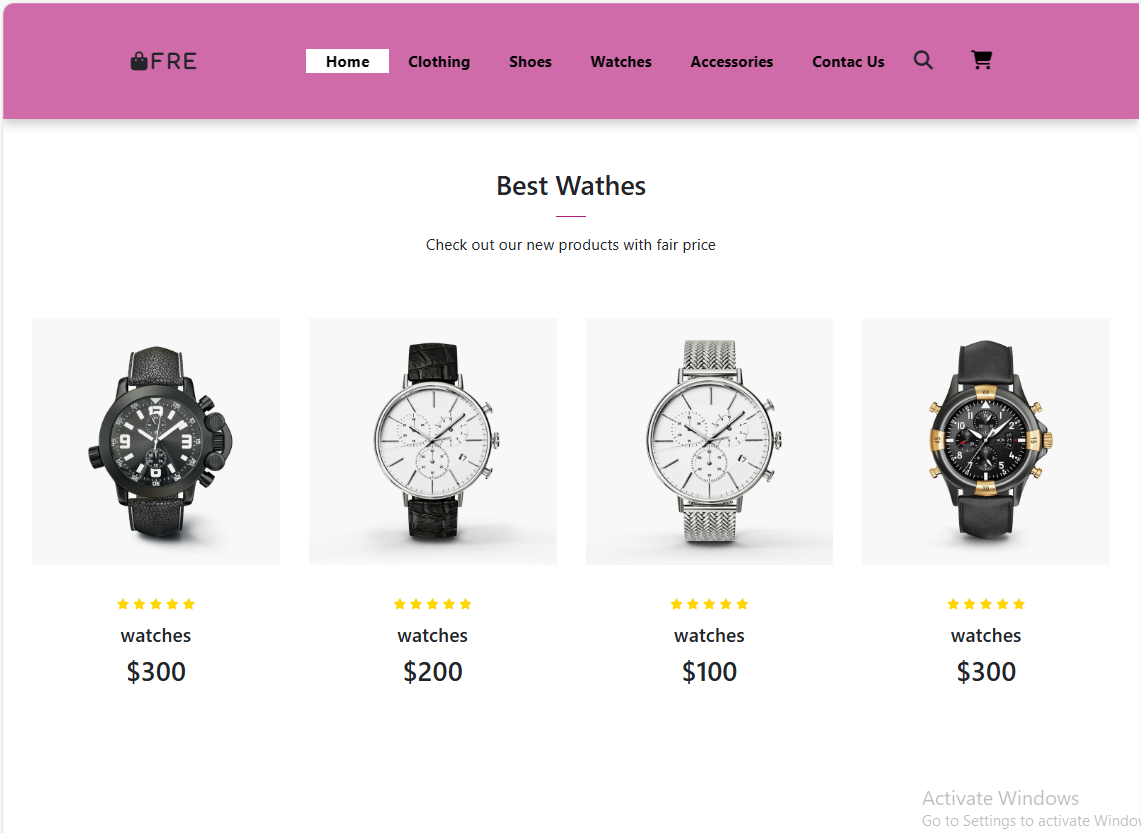 FRE
Home Clothing Shoes Watches Accessories Contac Us
Best Wathes
Check out our new products with fair price
watches watches watches watches
$300 $200 $100 $300
Activate Windows
Go to Settings to activate Windo